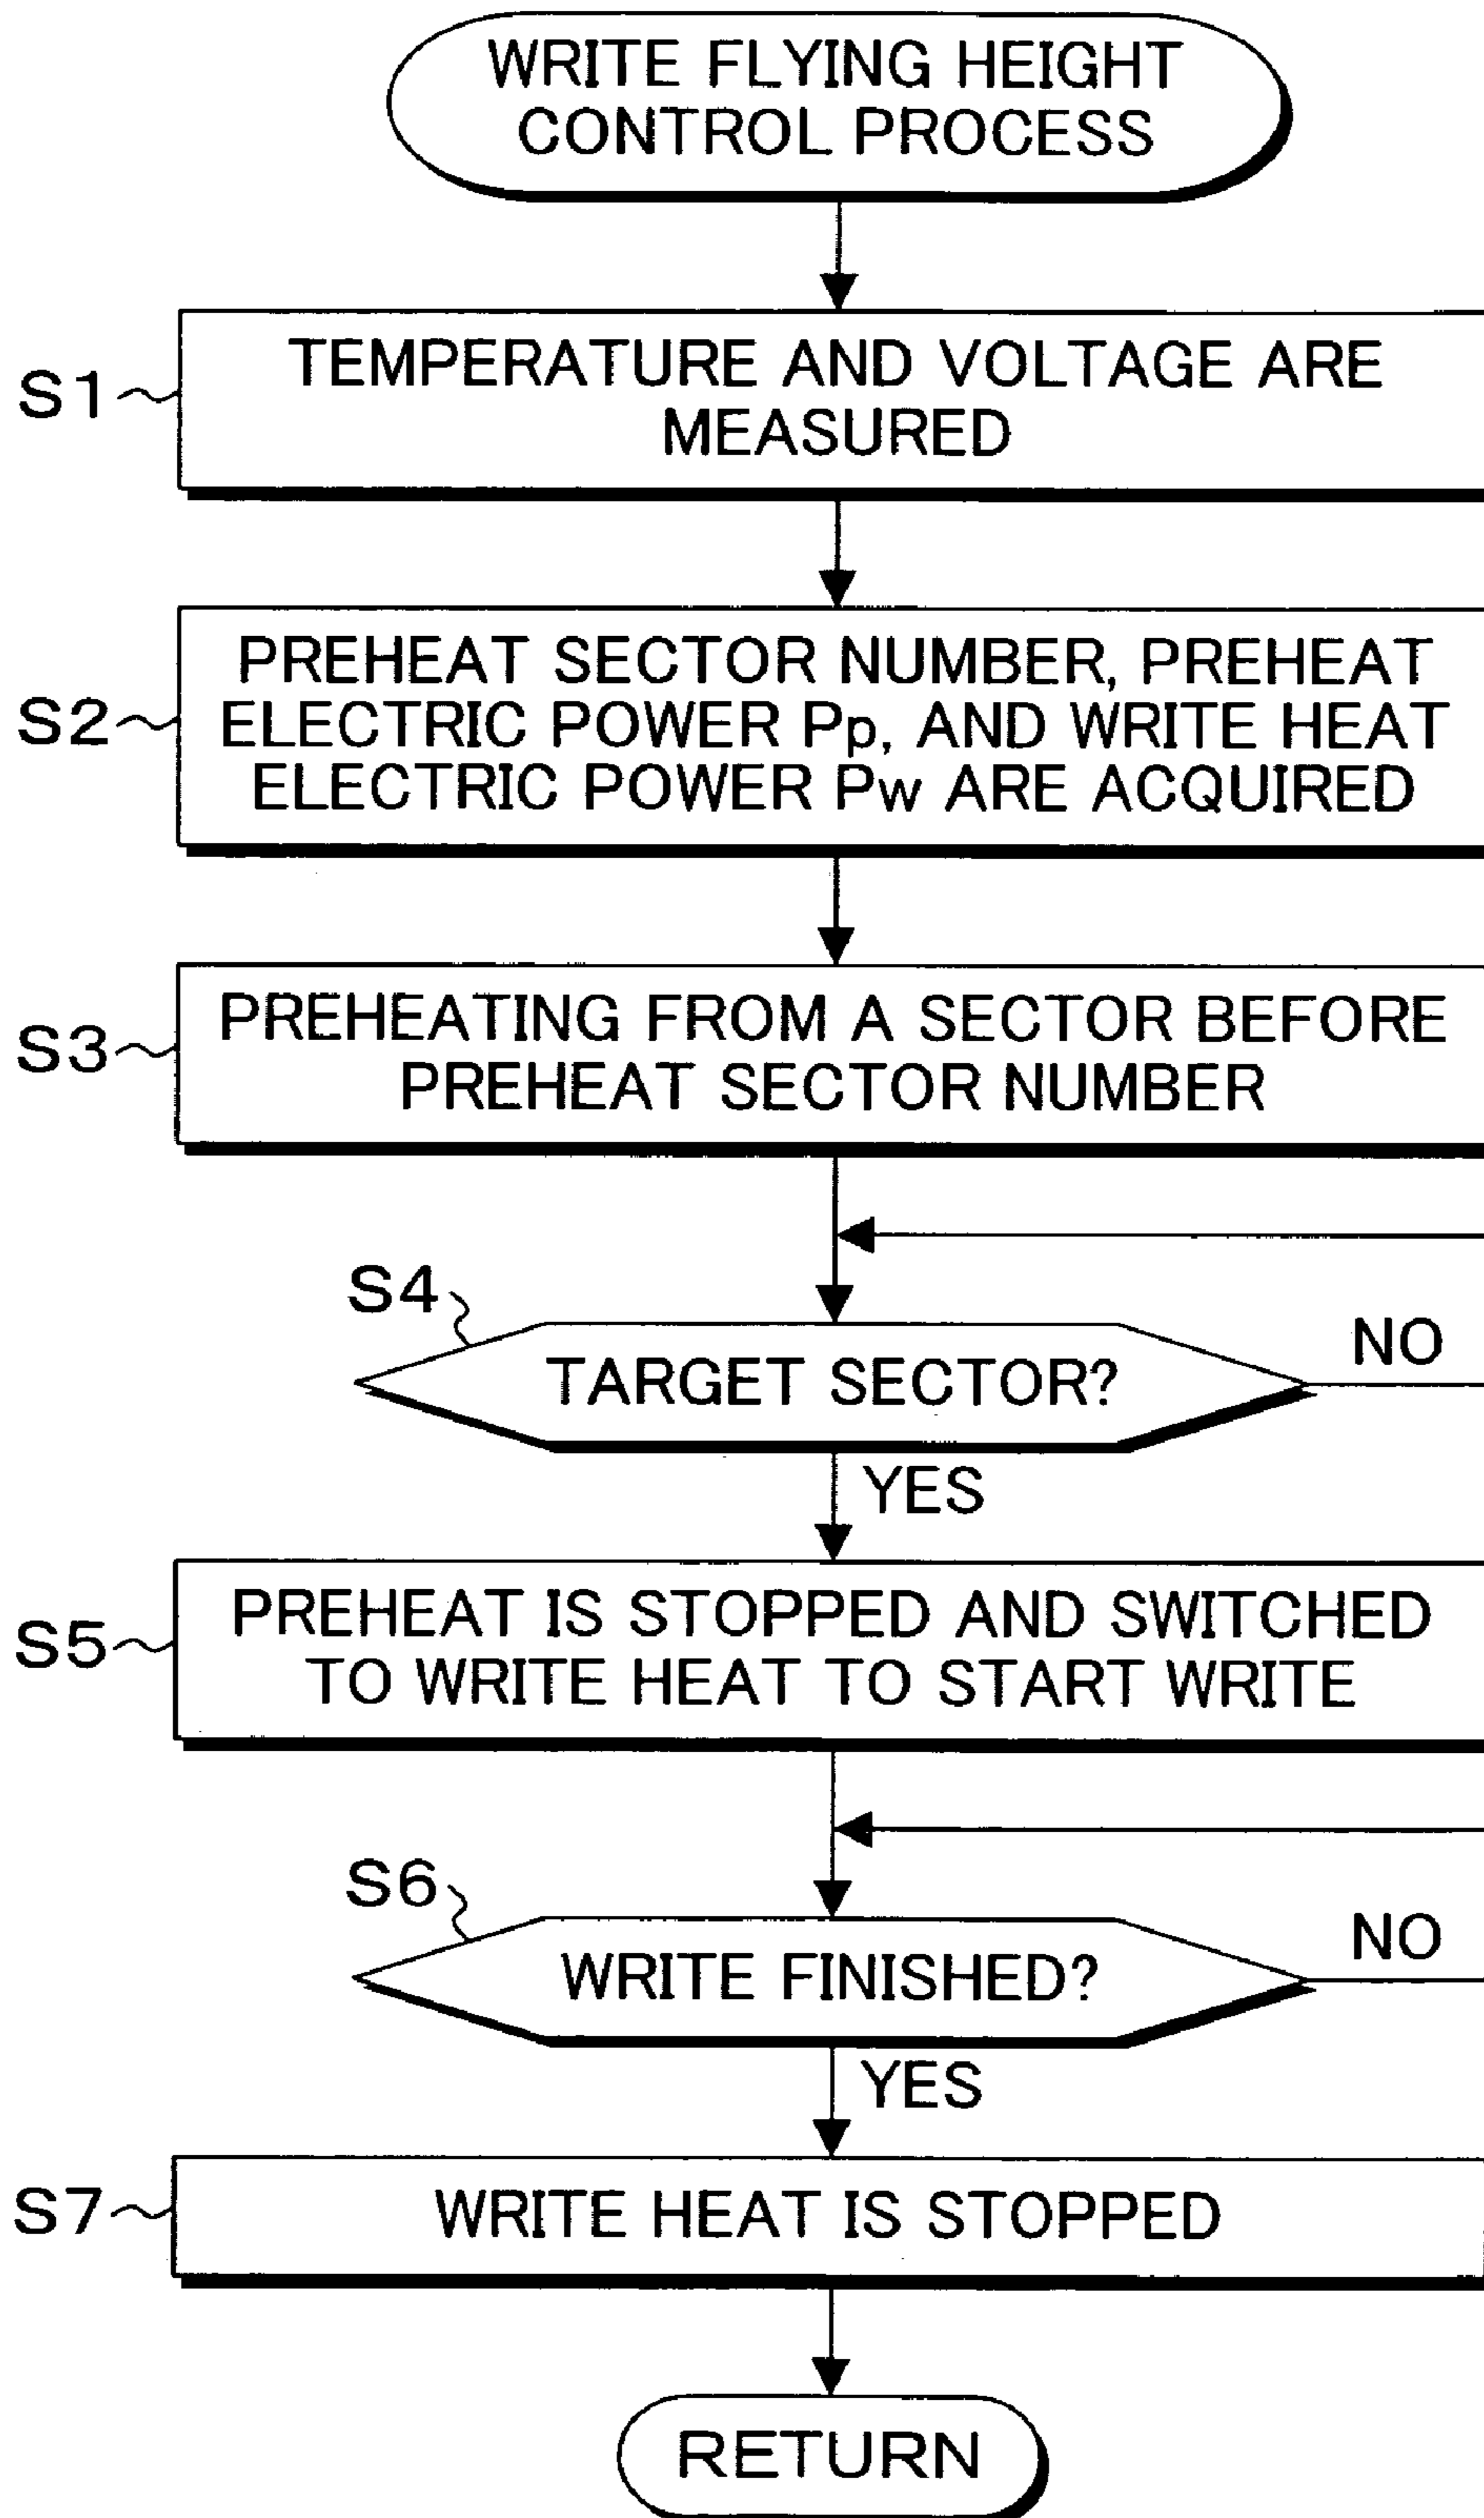 WRITE FLYING HEIGHT
CONTROL PROCESS
S1
TEMPERATURE AND VOLTAGE ARE
MEASURED
S2
PREHEAT SECTOR NUMBER, PREHEAT
ELECTRIC POWER Pp, AND WRITE HEAT
ELECTRIC POWER Pw ARE ACQUIRED
S3
PREHEATING FROM A SECTOR BEFORE
PREHEAT SECTOR NUMBER
S4
TARGET SECTOR?
NO
YES
S5
PREHEAT IS STOPPED AND SWITCHED
TO WRITE HEAT TO START WRITE
S6
WRITE FINISHED?
NO
YES
S7
WRITE HEAT IS STOPPED
RETURN